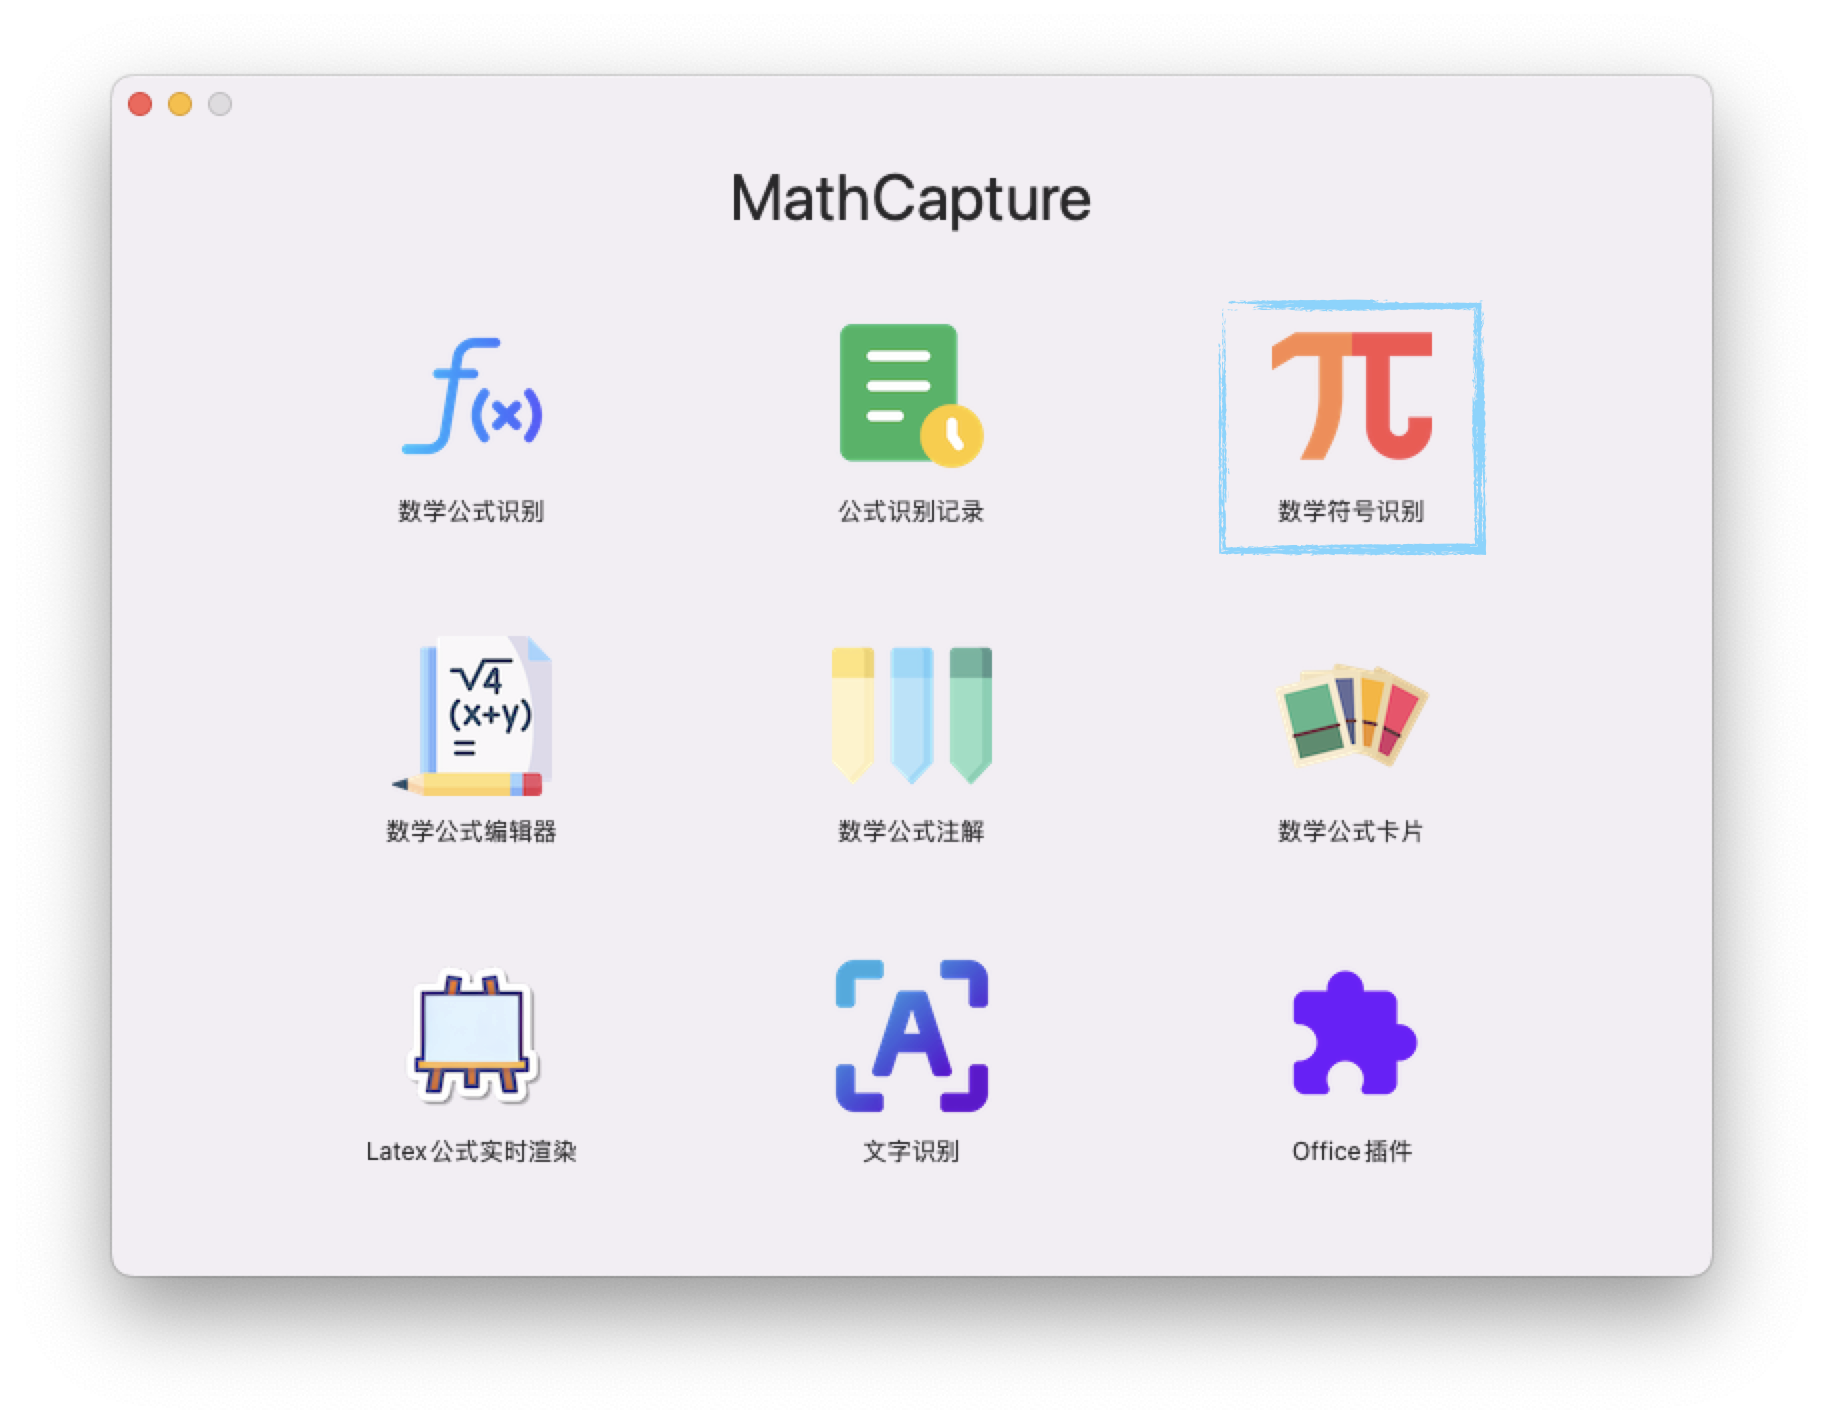 MathCapture
f(x)
π
数学公式识别
公式识别记录
数学符号识别
√4
(x+y)
=
数学公式编辑器
数学公式注解
数学公式卡片
A
Latex公式实时渲染
文字识别
Office插件